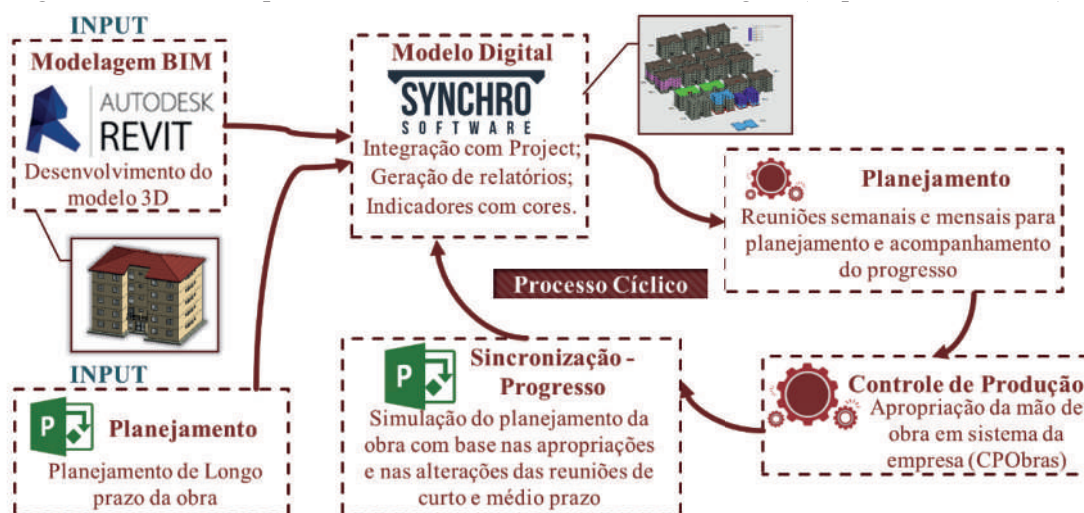 INPUT
Modelagem BIM
AUTODESK
REVIT
Desenvolvimento do
modelo 3D
INPUT
Planejamento
Planejamento de Longo
prazo da obra
Modelo Digital
SYNCHRO
SOFTWARE
Integração com Project;
Geração de relatórios;
Indicadores com cores.
Planejamento
Reuniões semanais e mensais para
planejamento e acompanhamento
do progresso
Processo Cíclico
Controle de Produção
Apropriação da mão de
obra em sistema da
empresa (CPObras)
Sincronização -
Progresso
Simulação do planejamento da
obra com base nas apropriações
e nas alterações das reuniões de
curto e médio prazo